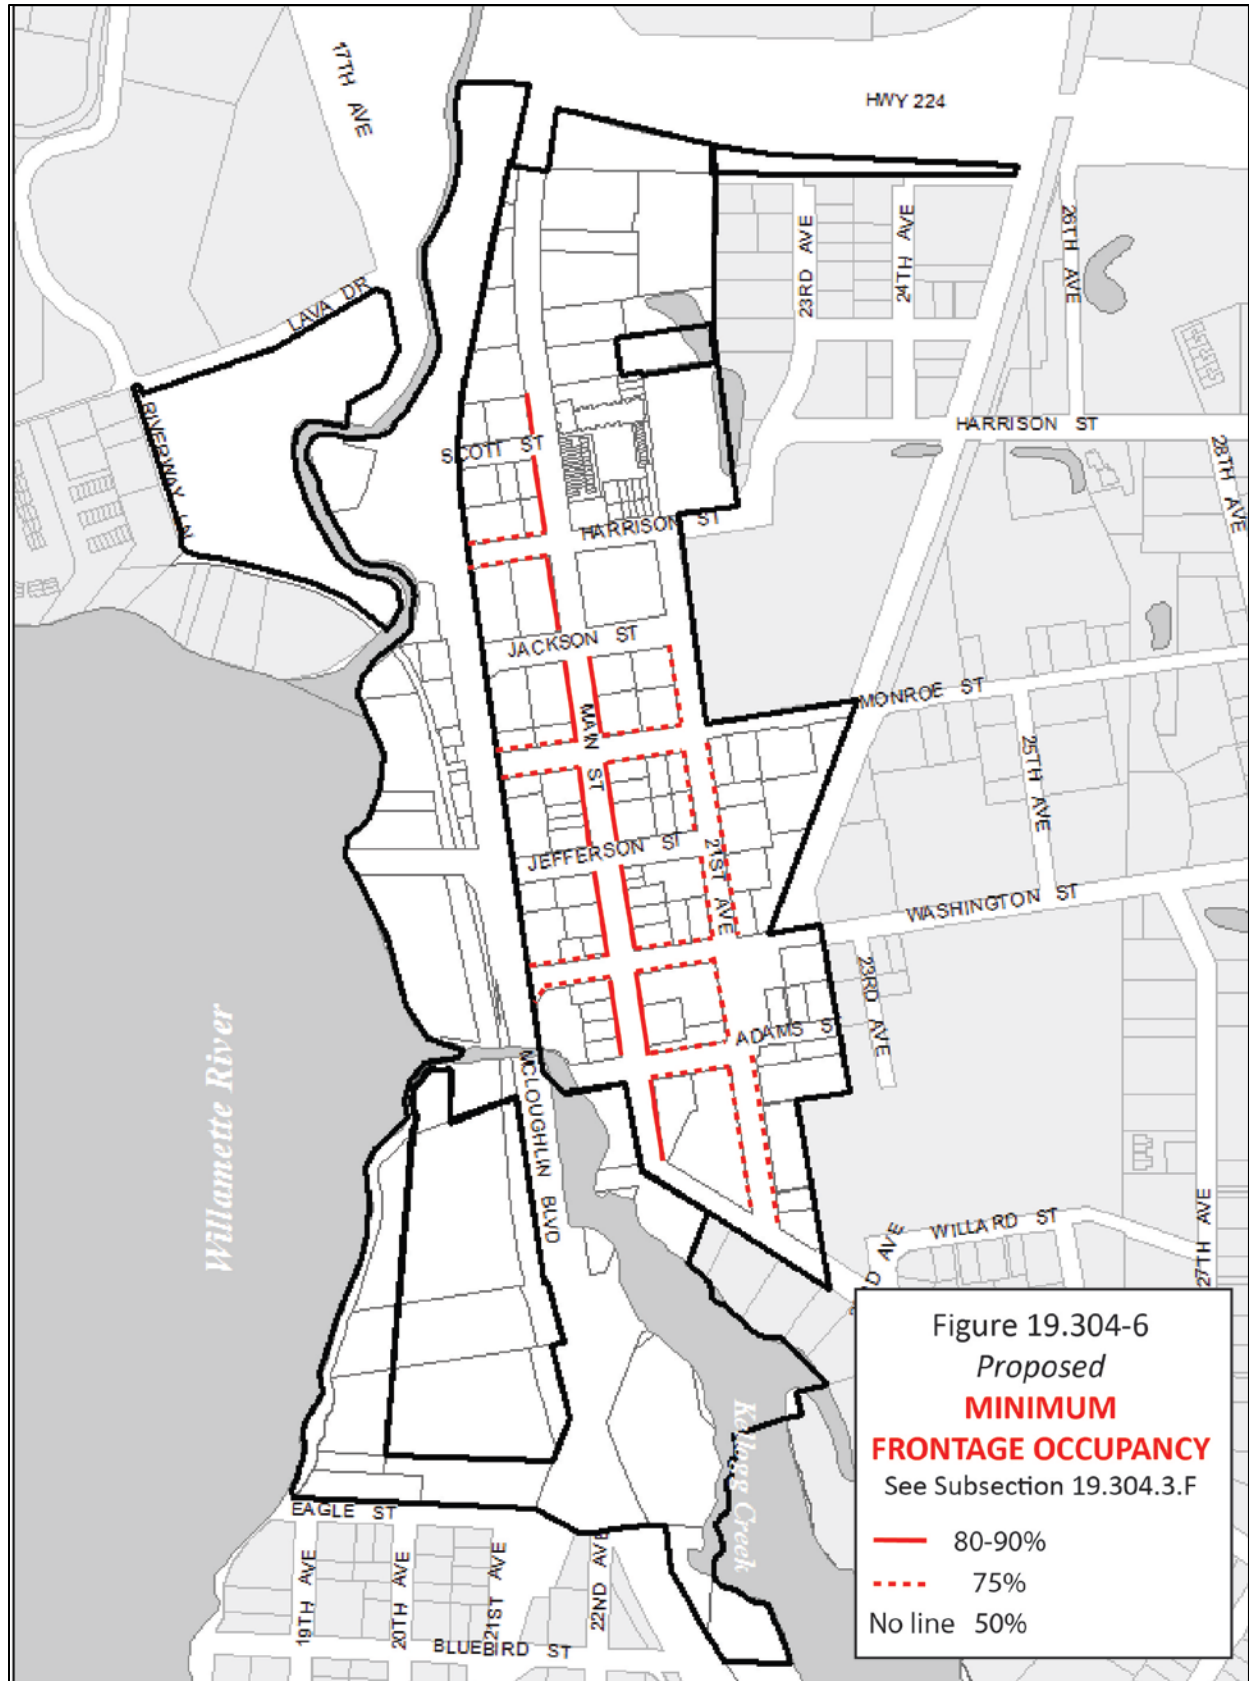 17TH AVE
HWY 224
23RD AVE
24TH AVE
26TH AVE
LAVA DR
RIVERWAY LN
SCOTT ST
HARRISON ST
HARRISON ST
28TH AVE
JACKSON ST
MAIN ST
MONROE ST
25TH AVE
JEFFERSON ST
21ST AVE
WASHINGTON ST
23RD AVE
ADAMS S
Willamette River
MCLOUGHLIN BLVD
WILLARD ST
27TH AVE
D AVE
Kellogg Creek
EAGLE ST
19TH AVE
20TH AVE
21ST AVE
22ND AVE
BLUEBIRD ST
Figure 19.304-6
Proposed
MINIMUM
FRONTAGE OCCUPANCY
See Subsection 19.304.3.F
80-90%
75%
No line 50%